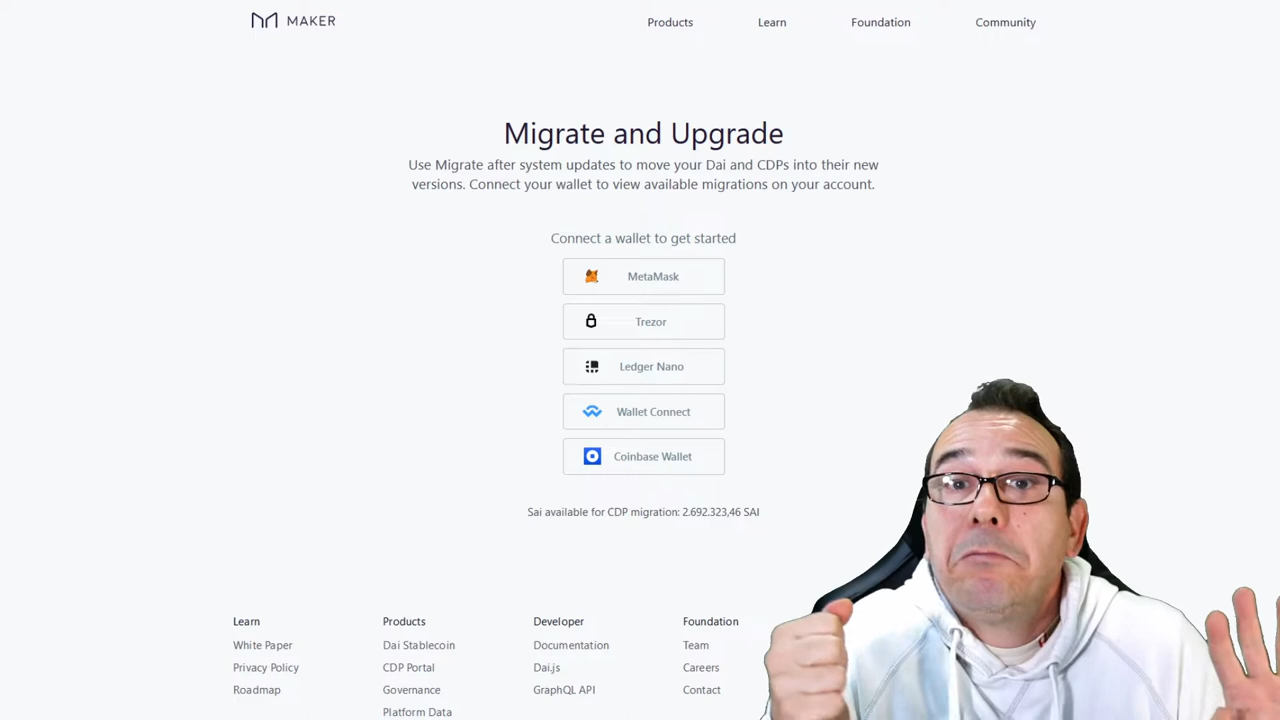 MAKER
Products Learn Foundation Community
Migrate and Upgrade
Use Migrate after system updates to move your Dai and CDPs into their new
versions. Connect your wallet to view available migrations on your account.
Connect a wallet to get started
MetaMask
Trezor
Ledger Nano
Wallet Connect
Coinbase Wallet
Sai available for CDP migration: 2.692.323,46 SAI
Learn Products Developer Foundation
White Paper Dai Stablecoin Documentation Team
Privacy Policy CDP Portal Dai.js Careers
Roadmap Governance GraphQL API Contact
Platform Data